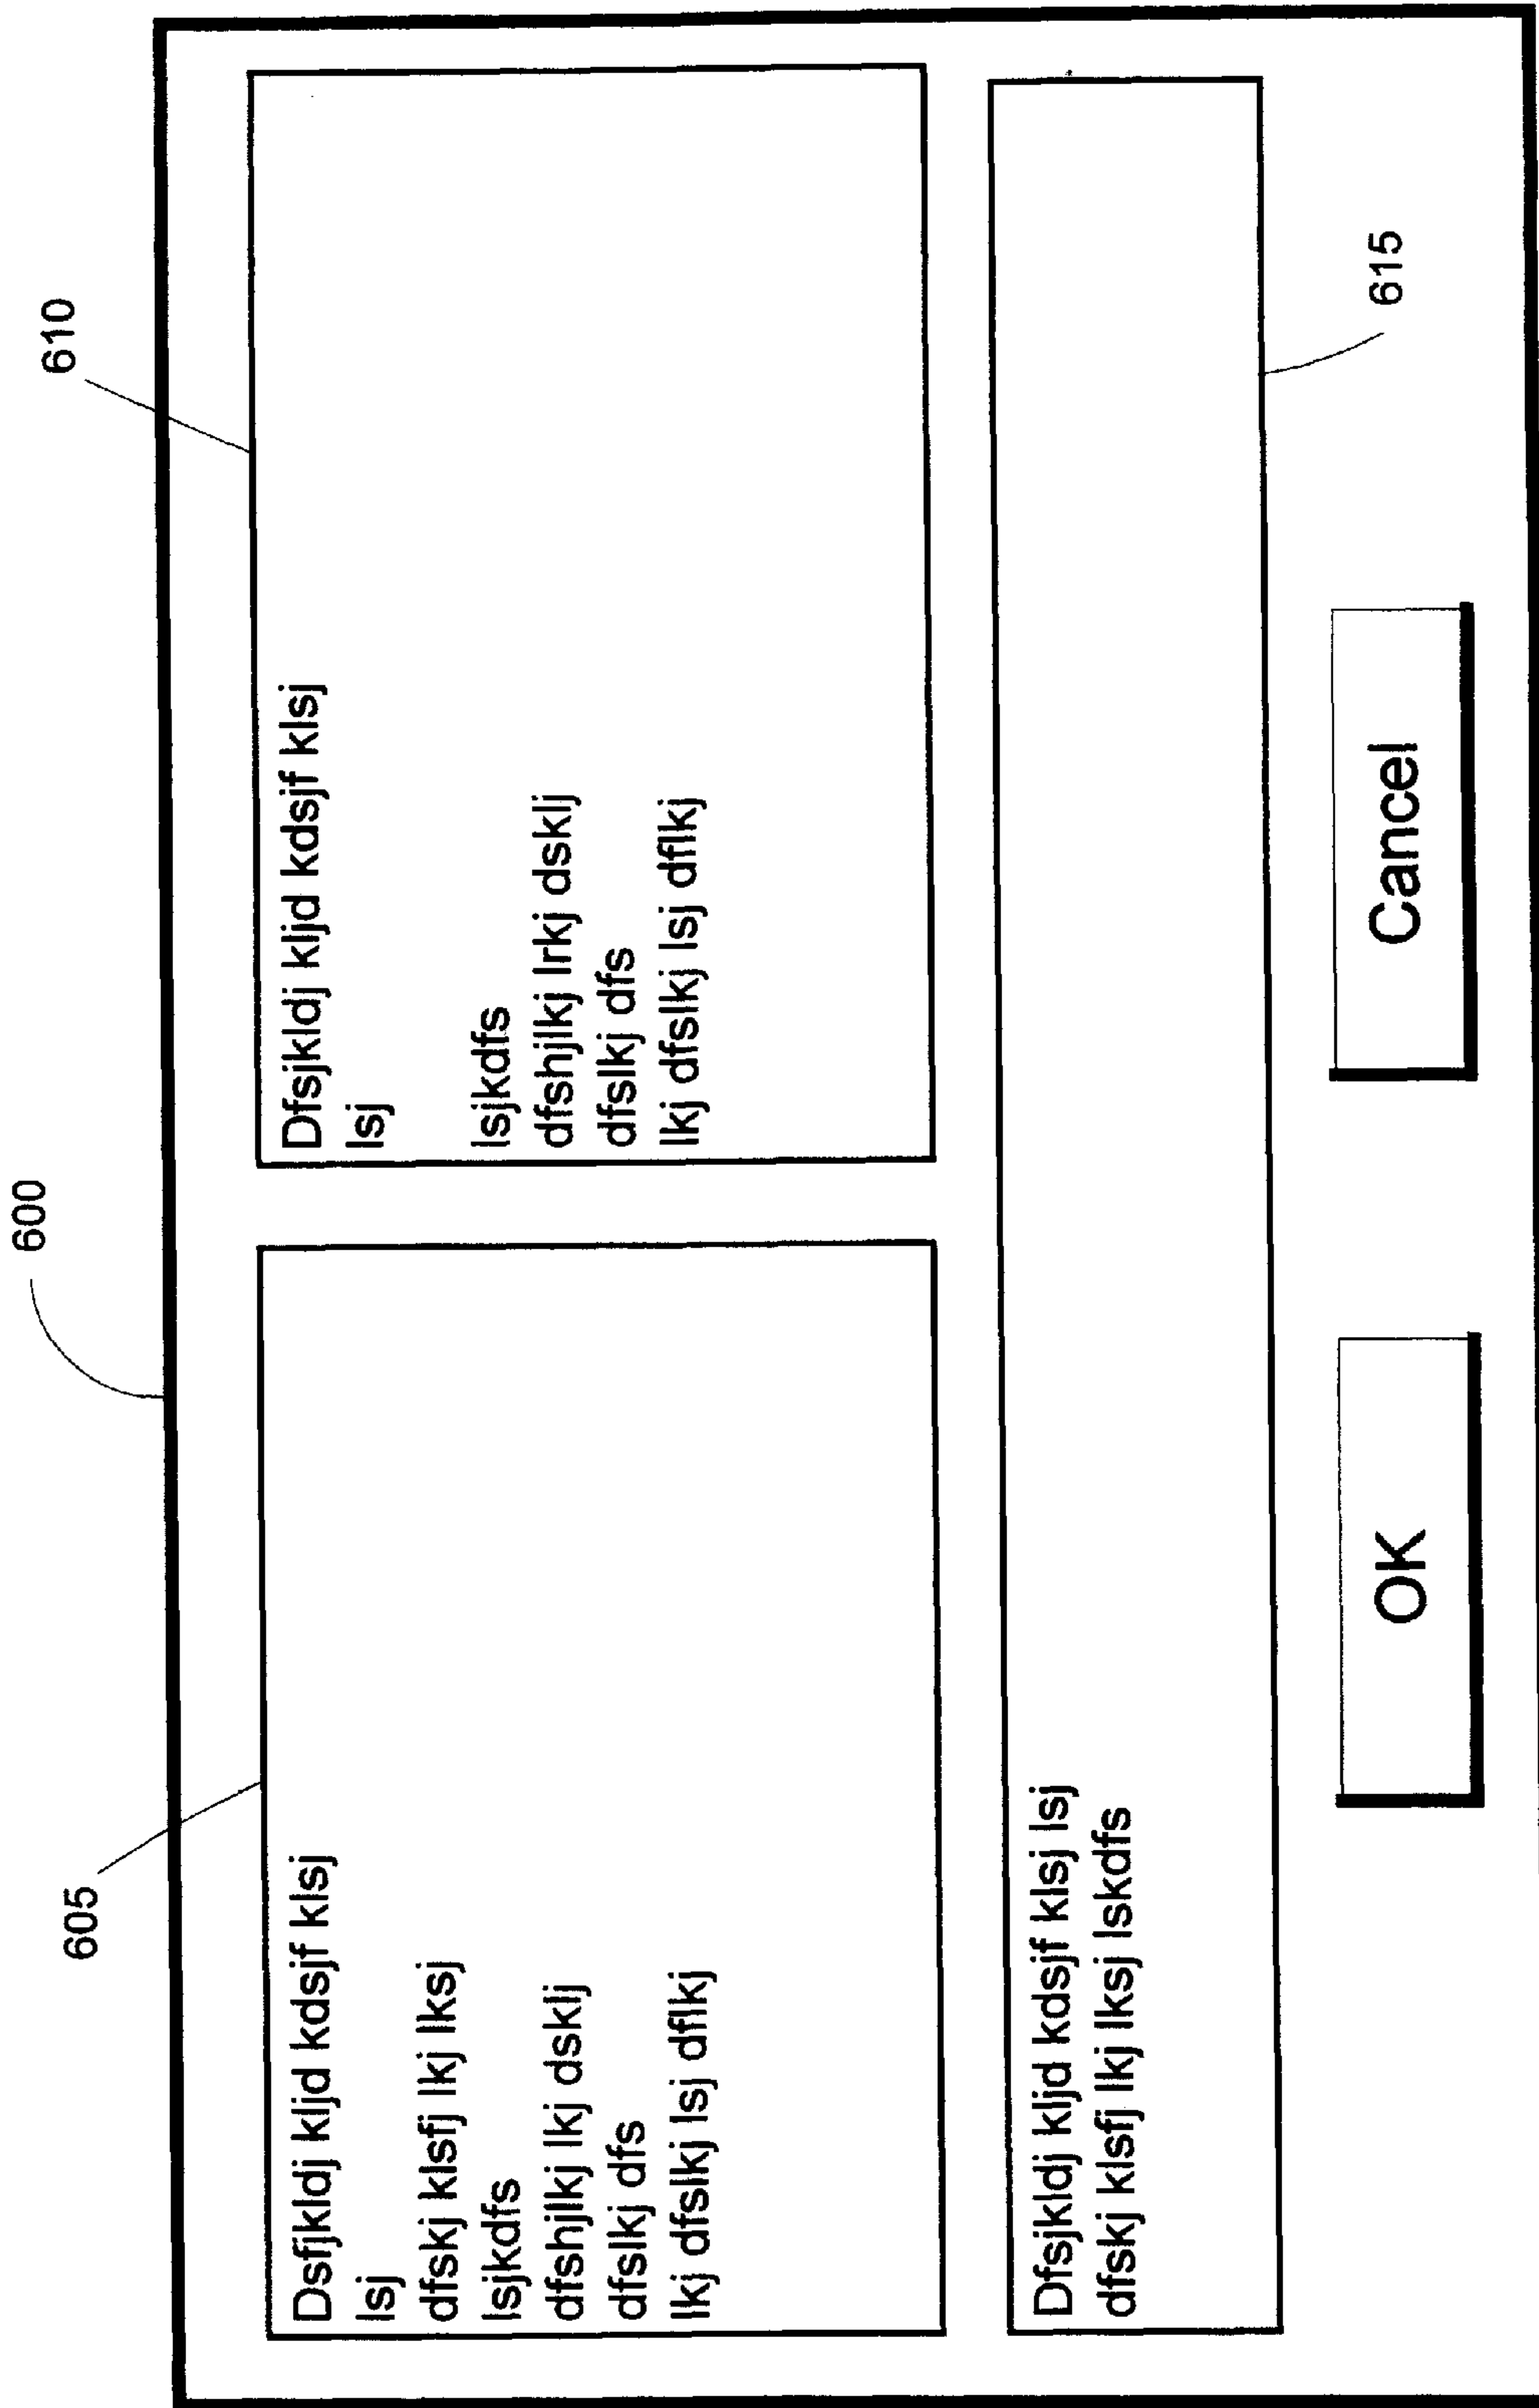 600
605
610
Dsfjkldj kljd kdsjf klsj
lsj
dfskj klsfj lkj lksj
lsjkdfs
dfshjlkj lkj dsklj
dfslkj dfs
lkj dfslkj lsj dflkj
Dfsjkldj kljd kdsjf klsj
lsj
lsjkdfs
dfshjlkj lrkj dsklj
dfslkj dfs
lkj dfslkj lsj dflkj
Dfsjkldj kljd kdsjf klsj lsj
dfskj klsfj lkj lksj lskdfs
615
OK
Cancel